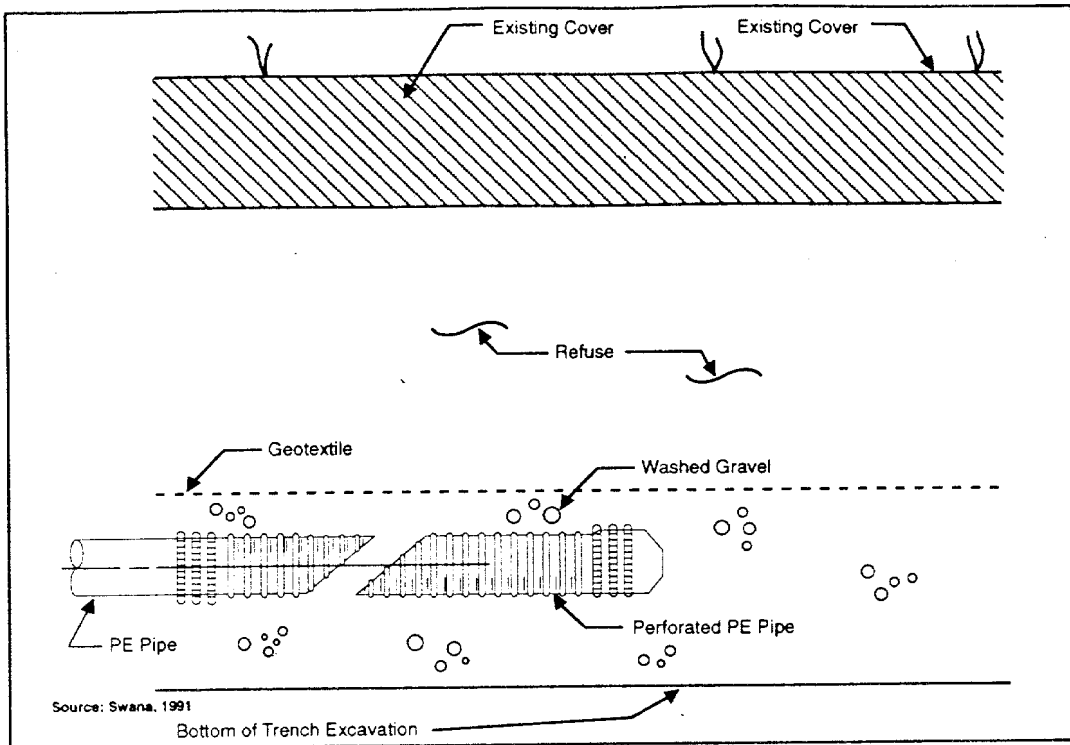 Existing Cover
Existing Cover
Refuse
Geotextile
Washed Gravel
PE Pipe
Perforated PE Pipe
Source: Swana, 1991
Bottom of Trench Excavation